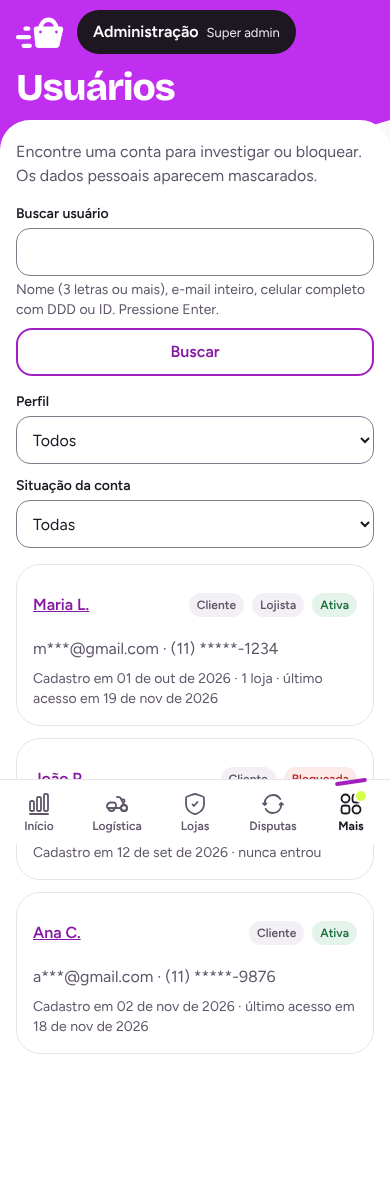 Administração Super admin
Usuários
Encontre uma conta para investigar ou bloquear.
Os dados pessoais aparecem mascarados.
Buscar usuário
Nome (3 letras ou mais), e-mail inteiro, celular completo
com DDD ou ID. Pressione Enter.
Buscar
Perfil
Todos
Situação da conta
Todas
Maria L. Cliente Lojista Ativa
m***@gmail.com · (11) *****-1234
Cadastro em 01 de out de 2026 · 1 loja · último
acesso em 19 de nov de 2026
João P. Cliente Bloqueada
Início Logística Lojas Disputas Mais
Cadastro em 12 de set de 2026 · nunca entrou
Ana C. Cliente Ativa
a***@gmail.com · (11) *****-9876
Cadastro em 02 de nov de 2026 · último acesso em
18 de nov de 2026